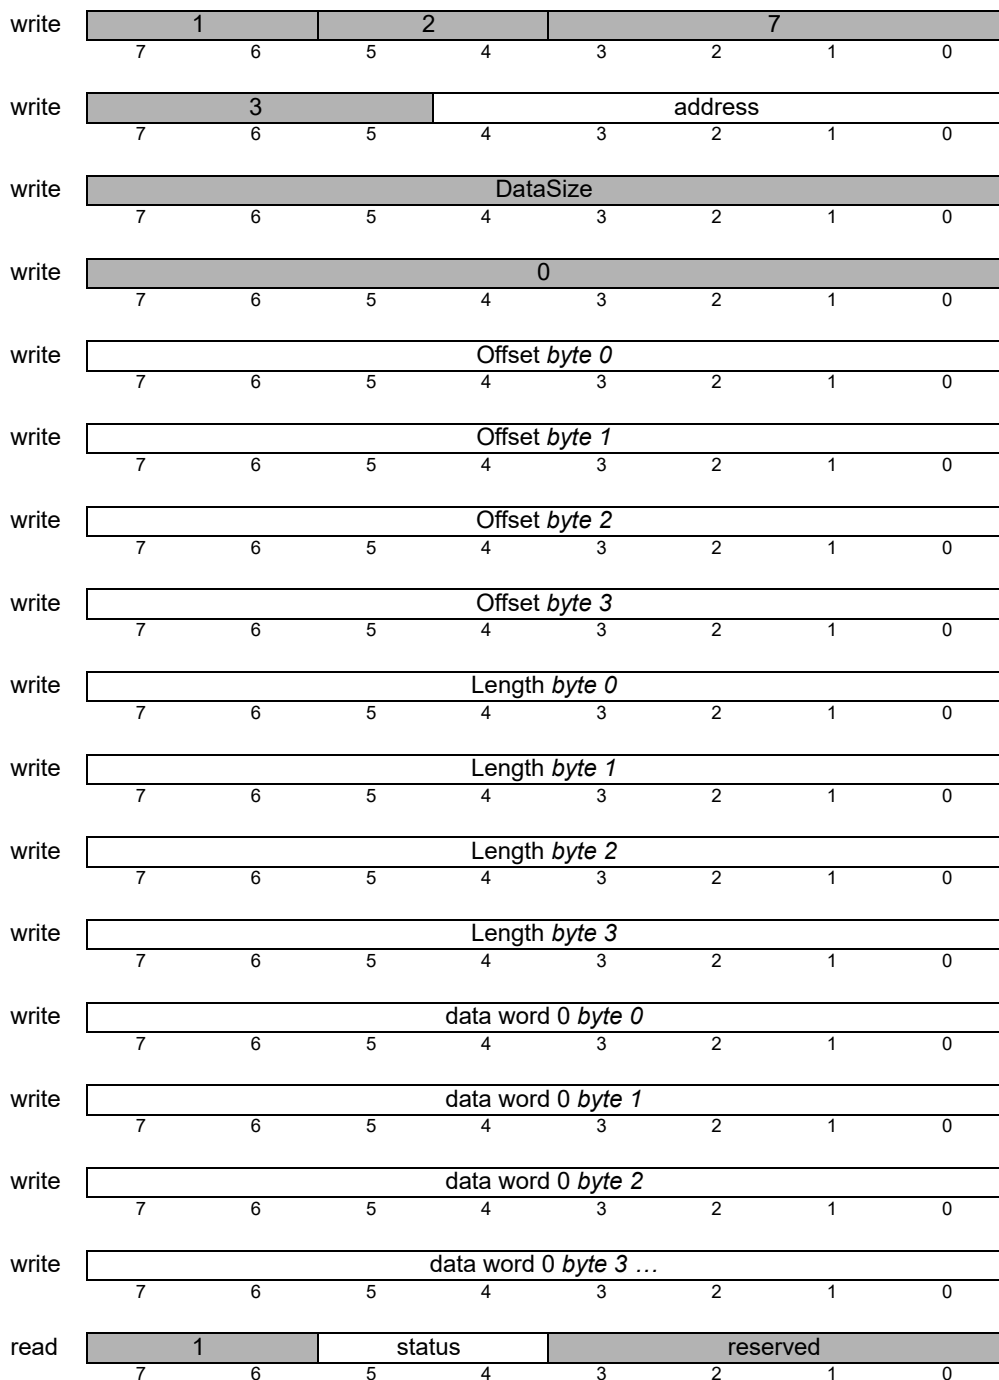 write 1 2 7
7 6 5 4 3 2 1 0
write 3 address
7 6 5 4 3 2 1 0
write DataSize
7 6 5 4 3 2 1 0
write 0
7 6 5 4 3 2 1 0
write Offset byte 0
7 6 5 4 3 2 1 0
write Offset byte 1
7 6 5 4 3 2 1 0
write Offset byte 2
7 6 5 4 3 2 1 0
write Offset byte 3
7 6 5 4 3 2 1 0
write Length byte 0
7 6 5 4 3 2 1 0
write Length byte 1
7 6 5 4 3 2 1 0
write Length byte 2
7 6 5 4 3 2 1 0
write Length byte 3
7 6 5 4 3 2 1 0
write data word 0 byte 0
7 6 5 4 3 2 1 0
write data word 0 byte 1
7 6 5 4 3 2 1 0
write data word 0 byte 2
7 6 5 4 3 2 1 0
write data word 0 byte 3 …
7 6 5 4 3 2 1 0
read 1 status reserved
7 6 5 4 3 2 1 0